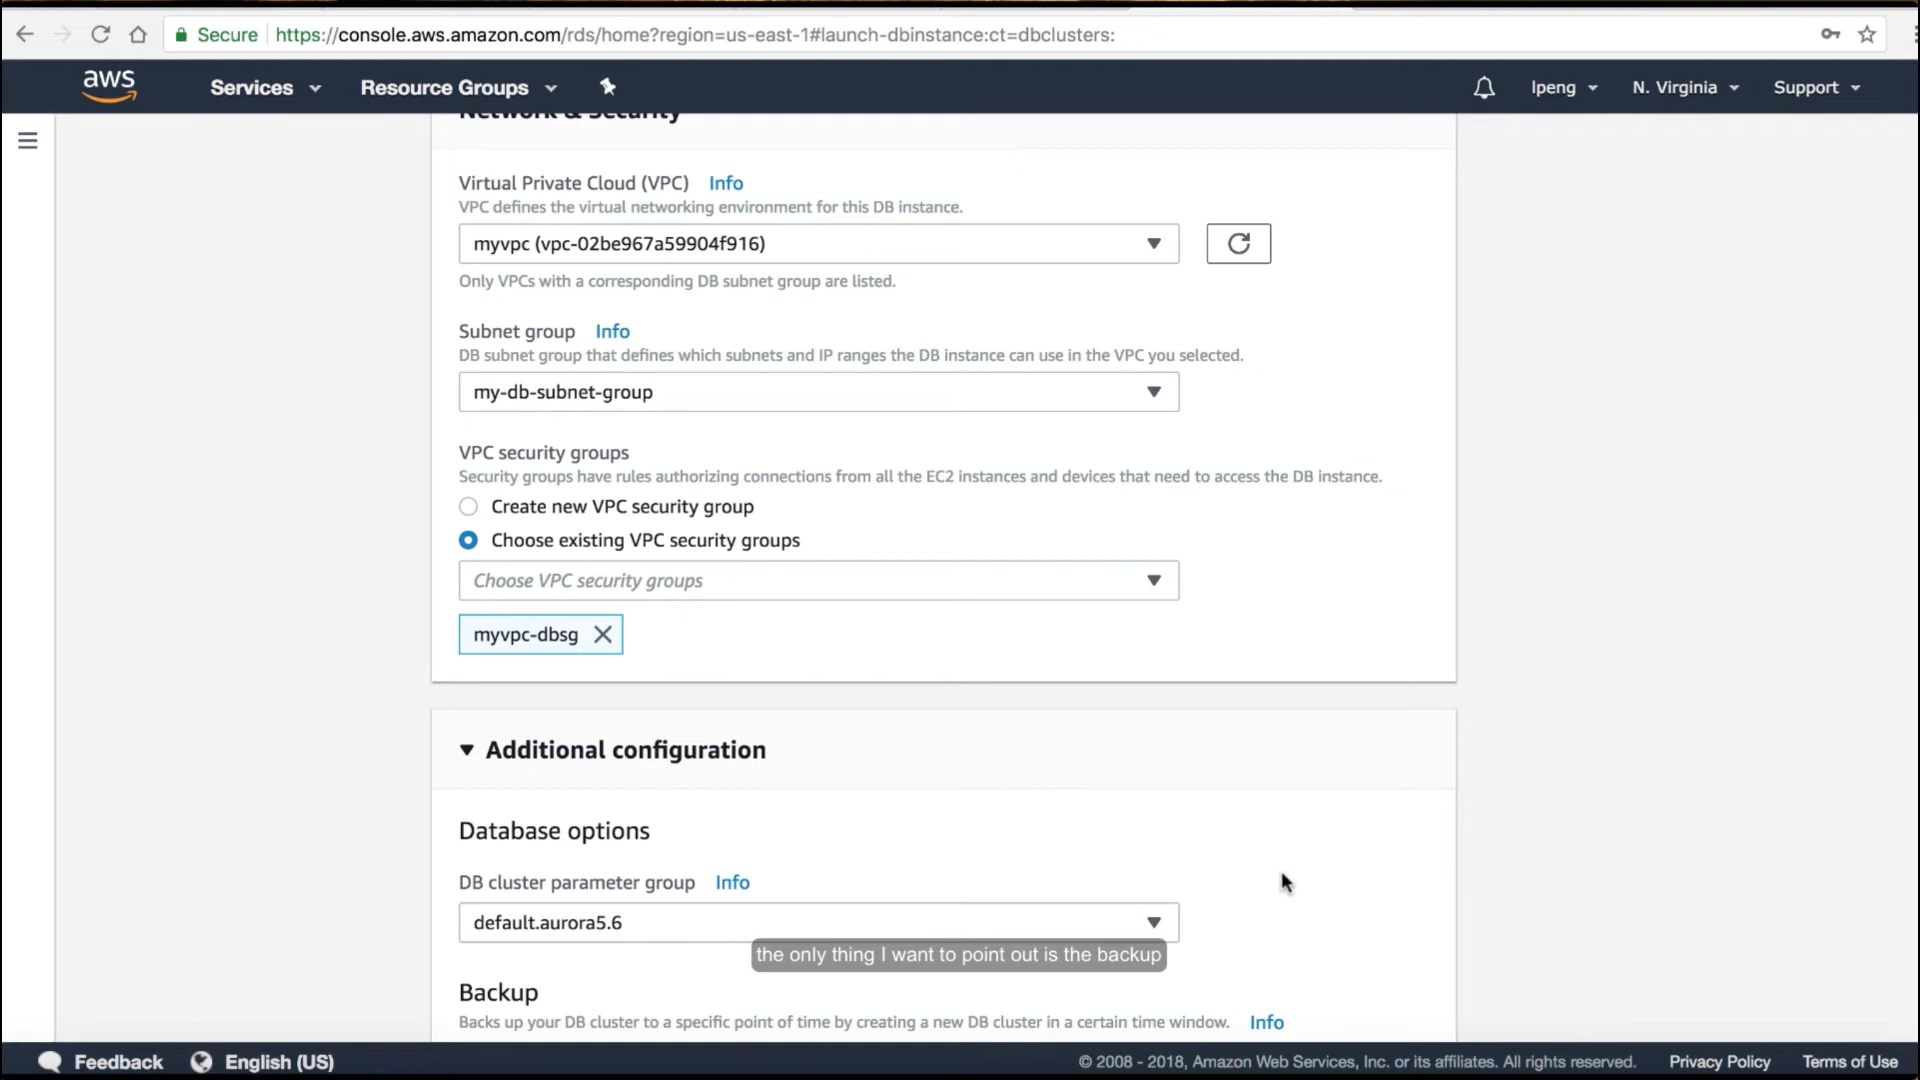 Secure https://console.aws.amazon.com/rds/home?region=us-east-1#launch-dbinstance:ct=dbclusters:
aws Services Resource Groups Ipeng N. Virginia Support
Network & Security
Virtual Private Cloud (VPC) Info
VPC defines the virtual networking environment for this DB instance.
myvpc (vpc-02be967a59904f916)
Only VPCs with a corresponding DB subnet group are listed.
Subnet group Info
DB subnet group that defines which subnets and IP ranges the DB instance can use in the VPC you selected.
my-db-subnet-group
VPC security groups
Security groups have rules authorizing connections from all the EC2 instances and devices that need to access the DB instance.
Create new VPC security group
Choose existing VPC security groups
Choose VPC security groups
myvpc-dbsg
Additional configuration
Database options
DB cluster parameter group Info
default.aurora5.6
the only thing I want to point out is the backup
Backup
Backs up your DB cluster to a specific point of time by creating a new DB cluster in a certain time window. Info
Feedback English (US) © 2008 - 2018, Amazon Web Services, Inc. or its affiliates. All rights reserved. Privacy Policy Terms of Use